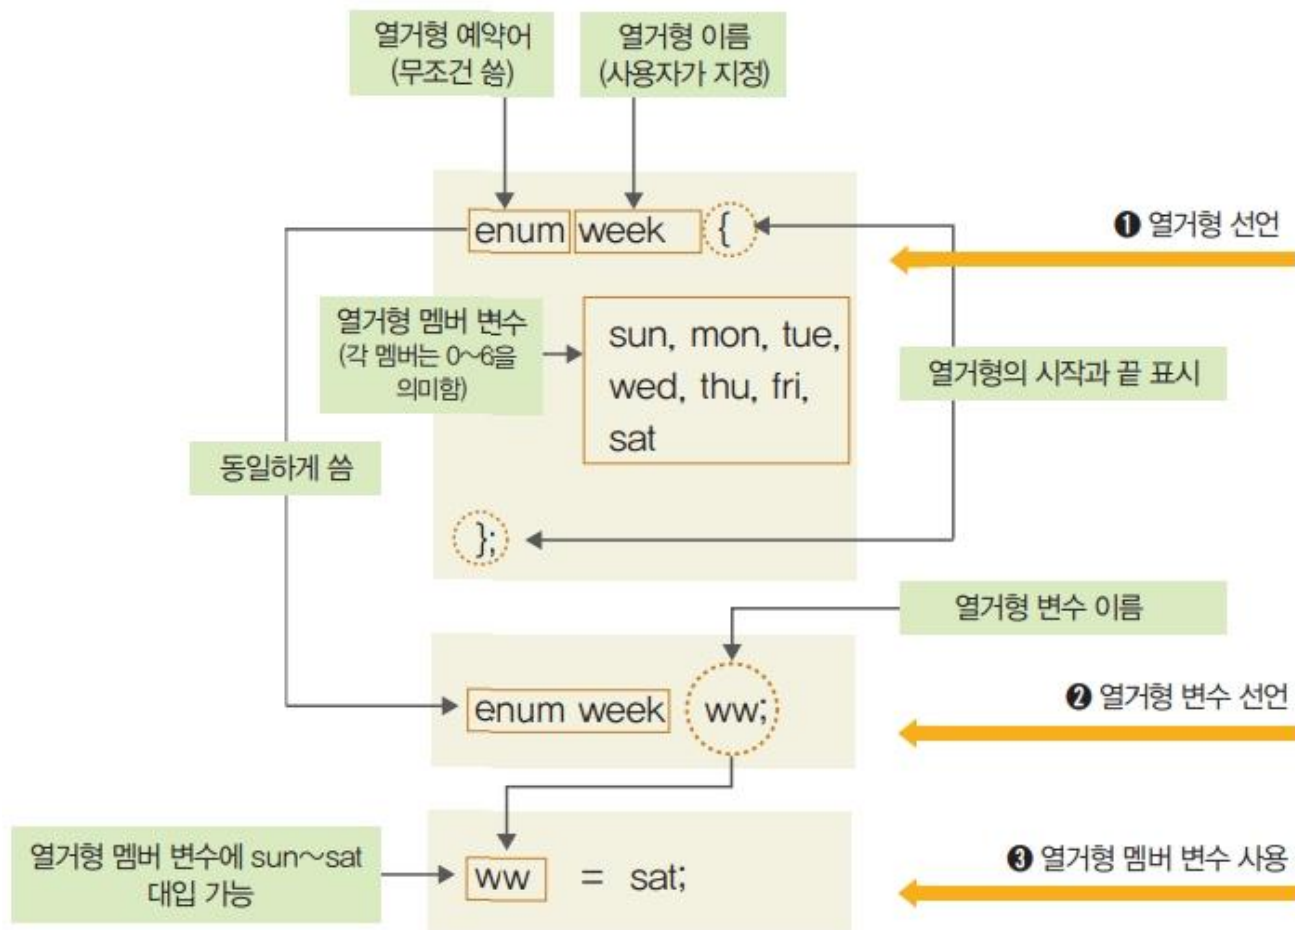 열거형 예약어
(무조건 씀)
열거형 이름
(사용자가 지정)
enum week {
❶ 열거형 선언
열거형 멤버 변수
(각 멤버는 0~6을
의미함)
sun, mon, tue,
wed, thu, fri,
sat
열거형의 시작과 끝 표시
동일하게 씀
};
열거형 변수 이름
enum week ww;
❷ 열거형 변수 선언
열거형 멤버 변수에 sun~sat
대입 가능
ww = sat;
❸ 열거형 멤버 변수 사용